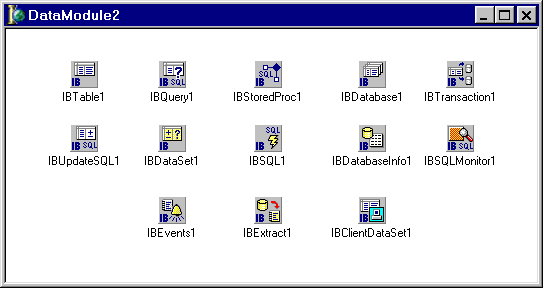 DataModule2
IBTable1 IBQuery1 IBStoredProc1 IBDatabase1 IBTransaction1
IBUpdateSQL1 IBDataSet1 IBSQL1 IBDatabaseInfo1 IBSQLMonitor1
IBEvents1 IBExtract1 IBClientDataSet1